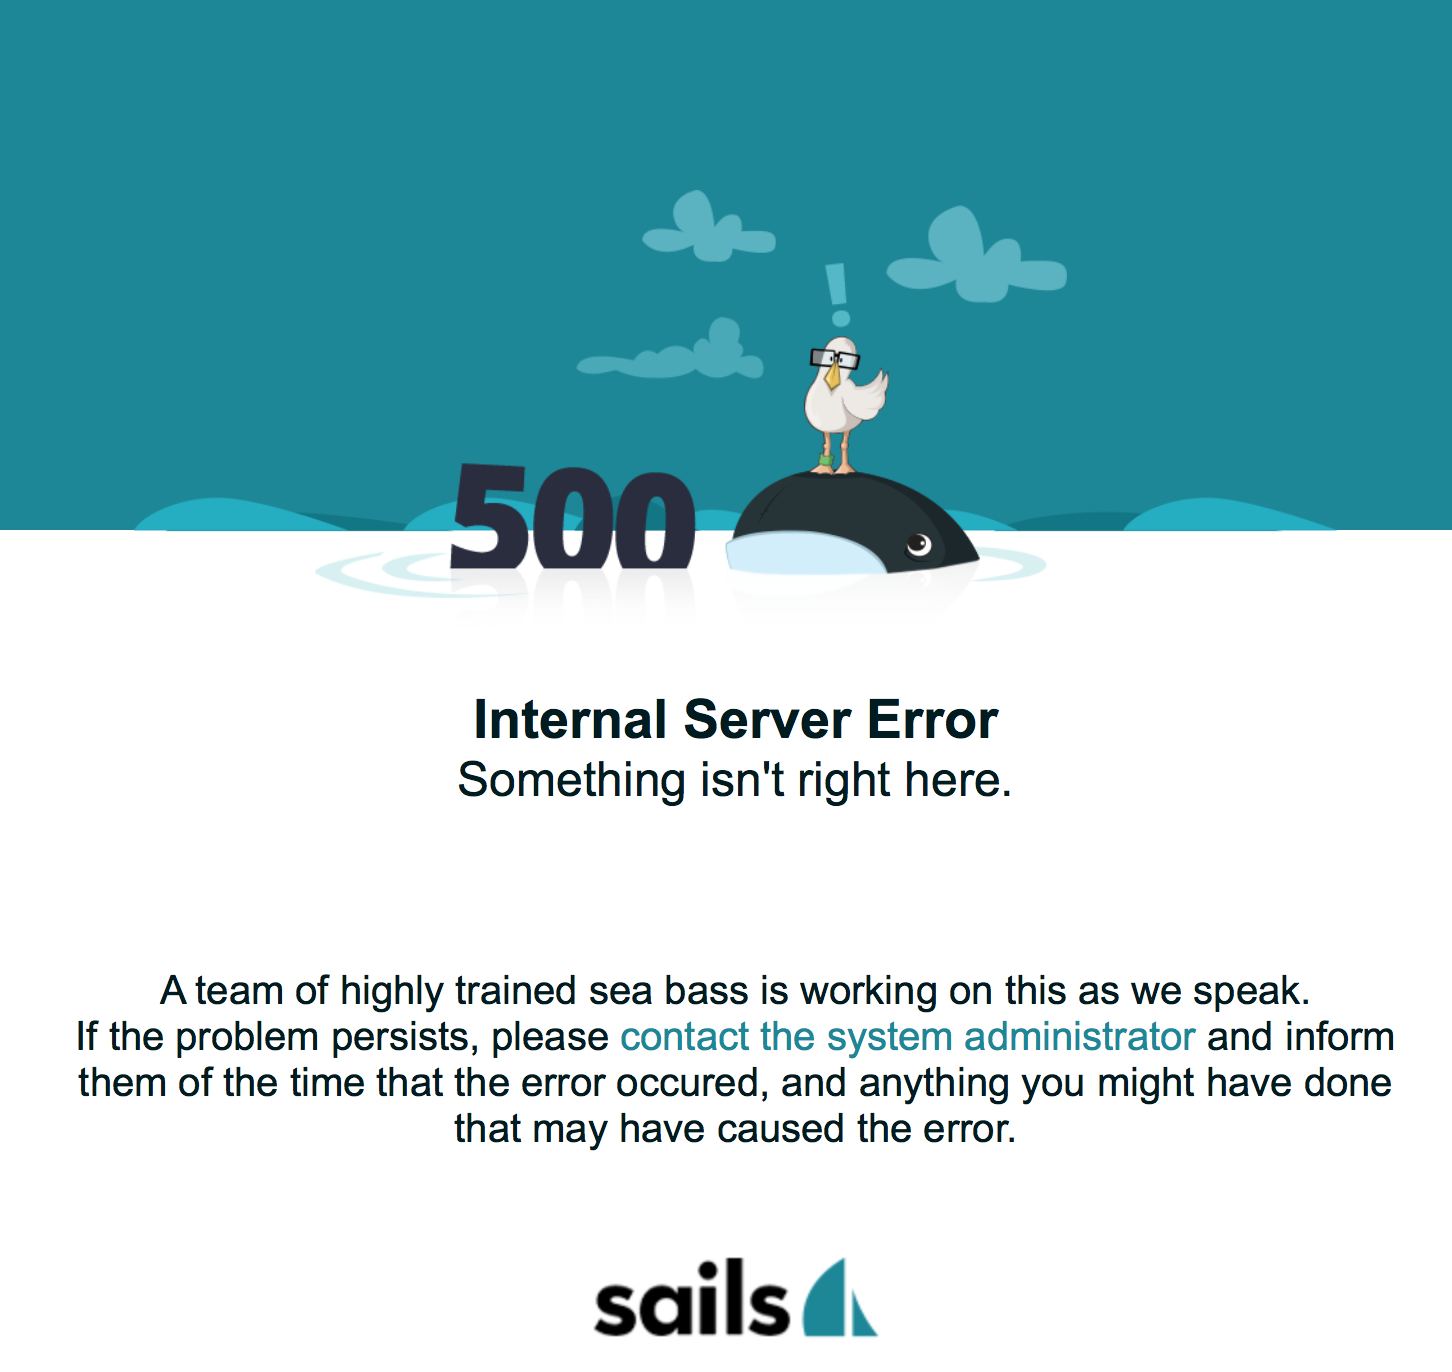 !
500
Internal Server Error
Something isn't right here.
A team of highly trained sea bass is working on this as we speak.
If the problem persists, please contact the system administrator and inform
them of the time that the error occured, and anything you might have done
that may have caused the error.
sails